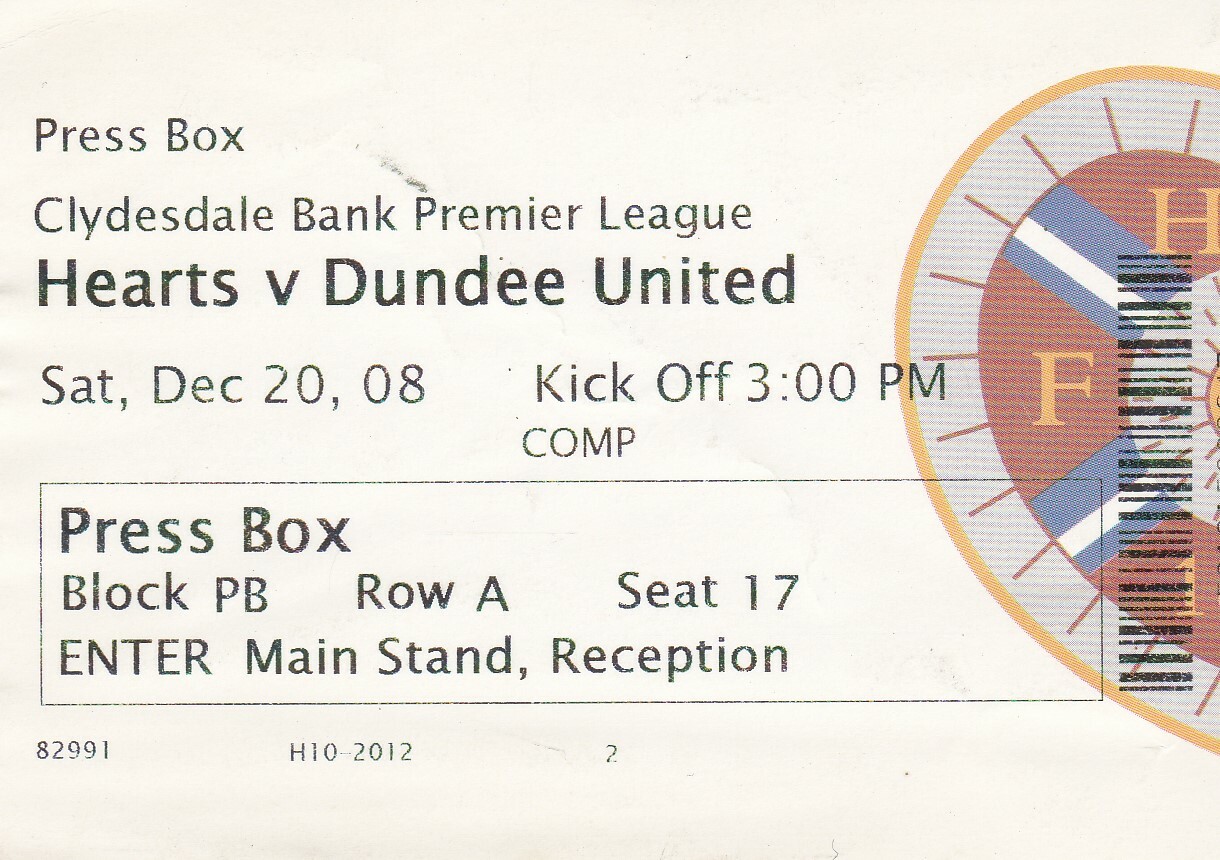 Press Box
Clydesdale Bank Premier League
Hearts v Dundee United
Sat, Dec 20, 08 Kick Off 3:00 PM
COMP
Press Box
Block PB Row A Seat 17
ENTER Main Stand, Reception
82991 H10-2012 2
H
F